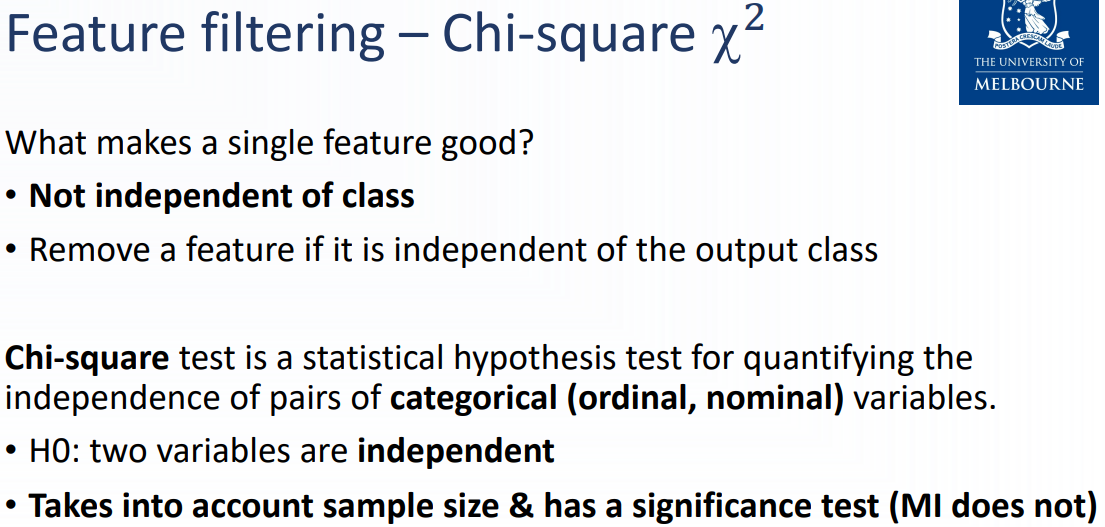 Feature filtering – Chi-square χ²
POSTERA CRESCAM LAUDE
THE UNIVERSITY OF
MELBOURNE
What makes a single feature good?
• Not independent of class
• Remove a feature if it is independent of the output class
Chi-square test is a statistical hypothesis test for quantifying the
independence of pairs of categorical (ordinal, nominal) variables.
• H0: two variables are independent
• Takes into account sample size & has a significance test (MI does not)